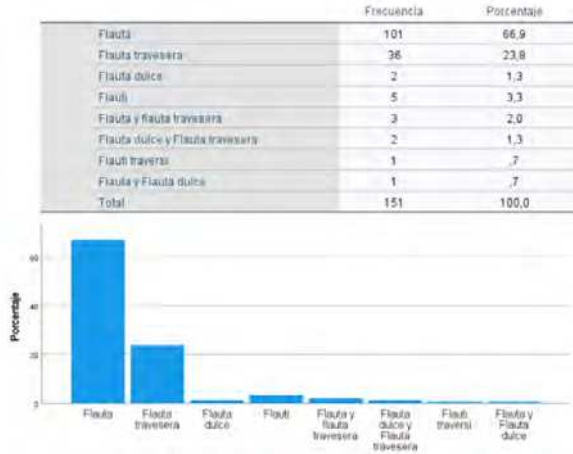 Frecuencia Porcentaje
Flauta 101 66,9
Flauta travesera 36 23,8
Flauta dulce 2 1,3
Flauti 5 3,3
Flauta y flauta travesera 3 2,0
Flauta dulce y Flauta travesera 2 1,3
Flauti traversi 1 ,7
Flauta y Flauta dulce 1 ,7
Total 151 100,0
Porcentaje
60
40
20
0
Flauta
Flauta
travesera
Flauta
dulce
Flauti
Flauta y
flauta
travesera
Flauta
dulce y
Flauta
travesera
Flauti
traversi
Flauta y
Flauta
dulce